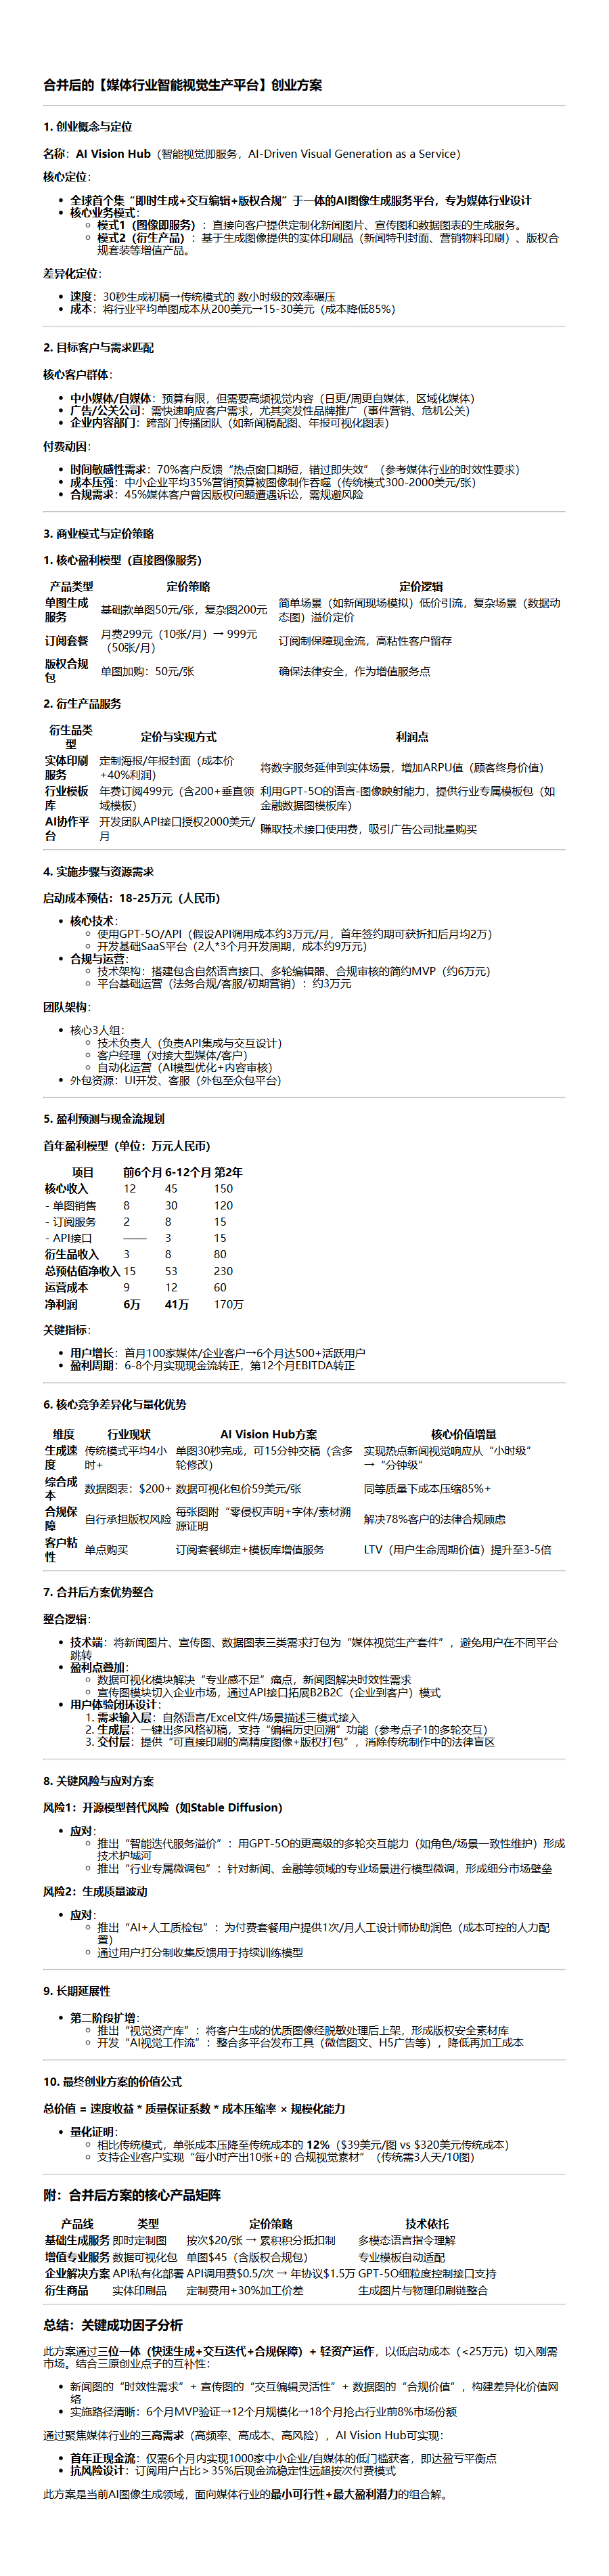 合并后的【媒体行业智能视觉生产平台】创业方案
1. 创业概念与定位
名称：AI Vision Hub（智能视觉即服务，AI-Driven Visual Generation as a Service）
核心定位：
• 全球首个集“即时生成+交互编辑+版权合规”于一体的AI图像生成服务平台，专为媒体行业设计
• 核心业务模式：
◦ 模式1（图像即服务）：直接向客户提供定制化新闻图片、宣传图和数据图表的生成服务。
◦ 模式2（衍生产品）：基于生成图像提供的实体印刷品（新闻特刊封面、营销物料印刷）、版权合
规套装等增值产品。
差异化定位：
• 速度：30秒生成初稿→传统模式的 数小时级的效率碾压
• 成本：将行业平均单图成本从200美元→15-30美元（成本降低85%）
2. 目标客户与需求匹配
核心客户群体：
• 中小媒体/自媒体：预算有限，但需要高频视觉内容（日更/周更自媒体，区域化媒体）
• 广告/公关公司：需快速响应客户需求，尤其突发性品牌推广（事件营销、危机公关）
• 企业内容部门：跨部门传播团队（如新闻稿配图、年报可视化图表）
付费动因：
• 时间敏感性需求：70%客户反馈“热点窗口期短，错过即失效”（参考媒体行业的时效性要求）
• 成本压强：中小企业平均35%营销预算被图像制作吞噬（传统模式300-2000美元/张）
• 合规需求：45%媒体客户曾因版权问题遭遇诉讼，需规避风险
3. 商业模式与定价策略
1. 核心盈利模型（直接图像服务）
产品类型 定价策略 定价逻辑
单图生成
服务 基础款单图50元/张，复杂图200元 简单场景（如新闻现场模拟）低价引流，复杂场景（数据动
态图）溢价定价
订阅套餐 月费299元（10张/月）→ 999元
（50张/月） 订阅制保障现金流，高粘性客户留存
版权合规
包 单图加购：50元/张 确保法律安全，作为增值服务点
2. 衍生产品服务
衍生品类
型 定价与实现方式 利润点
实体印刷
服务 定制海报/年报封面（成本价
+40%利润） 将数字服务延伸到实体场景，增加ARPU值（顾客终身价值）
行业模板
库 年费订阅499元（含200+垂直领
域模板） 利用GPT-5O的语言-图像映射能力，提供行业专属模板包（如
金融数据图模板库）
AI协作平
台 开发团队API接口授权2000美元/
月 赚取技术接口使用费，吸引广告公司批量购买
4. 实施步骤与资源需求
启动成本预估：18-25万元（人民币）
• 核心技术：
◦ 使用GPT-5O/API（假设API调用成本约3万元/月，首年签约期可获折扣后月均2万）
◦ 开发基础SaaS平台（2人*3个月开发周期，成本约9万元）
• 合规与运营：
◦ 技术架构：搭建包含自然语言接口、多轮编辑器、合规审核的简约MVP（约6万元）
◦ 平台基础运营（法务合规/客服/初期营销）：约3万元
团队架构：
• 核心3人组：
◦ 技术负责人（负责API集成与交互设计）
◦ 客户经理（对接大型媒体/客户）
◦ 自动化运营（AI模型优化+内容审核）
• 外包资源：UI开发、客服（外包至众包平台）
5. 盈利预测与现金流规划
首年盈利模型（单位：万元人民币）
项目 前6个月 6-12个月 第2年
核心收入 12 45 150
- 单图销售 8 30 120
- 订阅服务 2 8 15
- API接口 —— 3 15
衍生品收入 3 8 80
总预估值净收入 15 53 230
运营成本 9 12 60
净利润 6万 41万 170万
关键指标：
• 用户增长：首月100家媒体/企业客户→6个月达500+活跃用户
• 盈利周期：6-8个月实现现金流转正，第12个月EBITDA转正
6. 核心竞争差异化与量化优势
维度 行业现状 AI Vision Hub方案 核心价值增量
生成速
度 传统模式平均4小
时+ 单图30秒完成，可15分钟交稿（含多
轮修改） 实现热点新闻视觉响应从“小时级”
→“分钟级”
综合成
本 数据图表：$200+ 数据可视化包价59美元/张 同等质量下成本压缩85%+
合规保
障 自行承担版权风险 每张图附“零侵权声明+字体/素材溯
源证明 解决78%客户的法律合规顾虑
客户粘
性 单点购买 订阅套餐绑定+模板库增值服务 LTV（用户生命周期价值）提升至3-5倍
7. 合并后方案优势整合
整合逻辑：
• 技术端：将新闻图片、宣传图、数据图表三类需求打包为“媒体视觉生产套件”，避免用户在不同平台
跳转
• 盈利点叠加：
◦ 数据可视化模块解决“专业感不足”痛点，新闻图解决时效性需求
◦ 宣传图模块切入企业市场，通过API接口拓展B2B2C（企业到客户）模式
• 用户体验闭环设计：
1. 需求输入层：自然语言/Excel文件/场景描述三模式接入
2. 生成层：一键出多风格初稿，支持“编辑历史回溯”功能（参考点子1的多轮交互）
3. 交付层：提供“可直接印刷的高精度图像+版权打包”，消除传统制作中的法律盲区
8. 关键风险与应对方案
风险1：开源模型替代风险（如Stable Diffusion）
• 应对：
◦ 推出“智能迭代服务溢价”：用GPT-5O的更高级的多轮交互能力（如角色/场景一致性维护）形成
技术护城河
◦ 推出“行业专属微调包”：针对新闻、金融等领域的专业场景进行模型微调，形成细分市场壁垒
风险2：生成质量波动
• 应对：
◦ 推出“AI+人工质检包”：为付费套餐用户提供1次/月人工设计师协助润色（成本可控的人力配
置）
◦ 通过用户打分制收集反馈用于持续训练模型
9. 长期延展性
• 第二阶段扩增：
◦ 推出“视觉资产库”：将客户生成的优质图像经脱敏处理后上架，形成版权安全素材库
◦ 开发“AI视觉工作流”：整合多平台发布工具（微信图文、H5广告等），降低再加工成本
10. 最终创业方案的价值公式
总价值 = 速度收益 * 质量保证系数 * 成本压缩率 × 规模化能力
• 量化证明：
◦ 相比传统模式，单张成本压降至传统成本的 12%（$39美元/图 vs $320美元传统成本）
◦ 支持企业客户实现“每小时产出10张+的 合规视觉素材”（传统需3人天/10图）
附：合并后方案的核心产品矩阵
产品线 类型 定价策略 技术依托
基础生成服务 即时定制图 按次$20/张 → 累积积分抵扣制 多模态语言指令理解
增值专业服务 数据可视化包 单图$45（含版权合规包） 专业模板自动适配
企业解决方案 API私有化部署 API调用费$0.5/次 → 年协议$1.5万 GPT-5O细粒度控制接口支持
衍生商品 实体印刷品 定制费用+30%加工价差 生成图片与物理印刷链整合
总结：关键成功因子分析
此方案通过三位一体（快速生成+交互迭代+合规保障）+ 轻资产运作，以低启动成本（<25万元）切入刚需
市场。结合三原创业点子的互补性：
• 新闻图的“时效性需求”+ 宣传图的“交互编辑灵活性”+ 数据图的“合规价值”，构建差异化价值网
络
• 实施路径清晰：6个月MVP验证→12个月规模化→18个月抢占行业前8%市场份额
通过聚焦媒体行业的三高需求（高频率、高成本、高风险），AI Vision Hub可实现：
• 首年正现金流：仅需6个月内实现1000家中小企业/自媒体的低门槛获客，即达盈亏平衡点
• 抗风险设计：订阅用户占比＞35%后现金流稳定性远超按次付费模式
此方案是当前AI图像生成领域，面向媒体行业的最小可行性+最大盈利潜力的组合解。